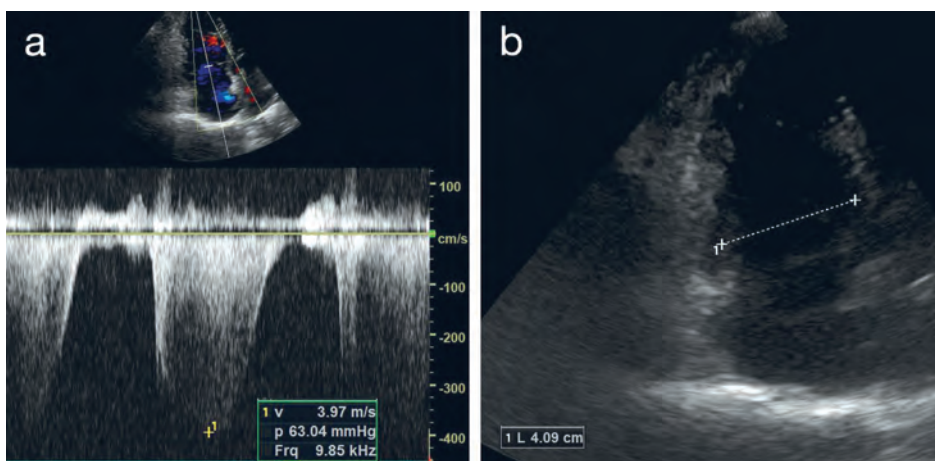 a
100
cm/s
-100
-200
-300
-400
1
1 v 3.97 m/s
p 63.04 mmHg
Frq 9.85 kHz
b
1
1 L 4.09 cm